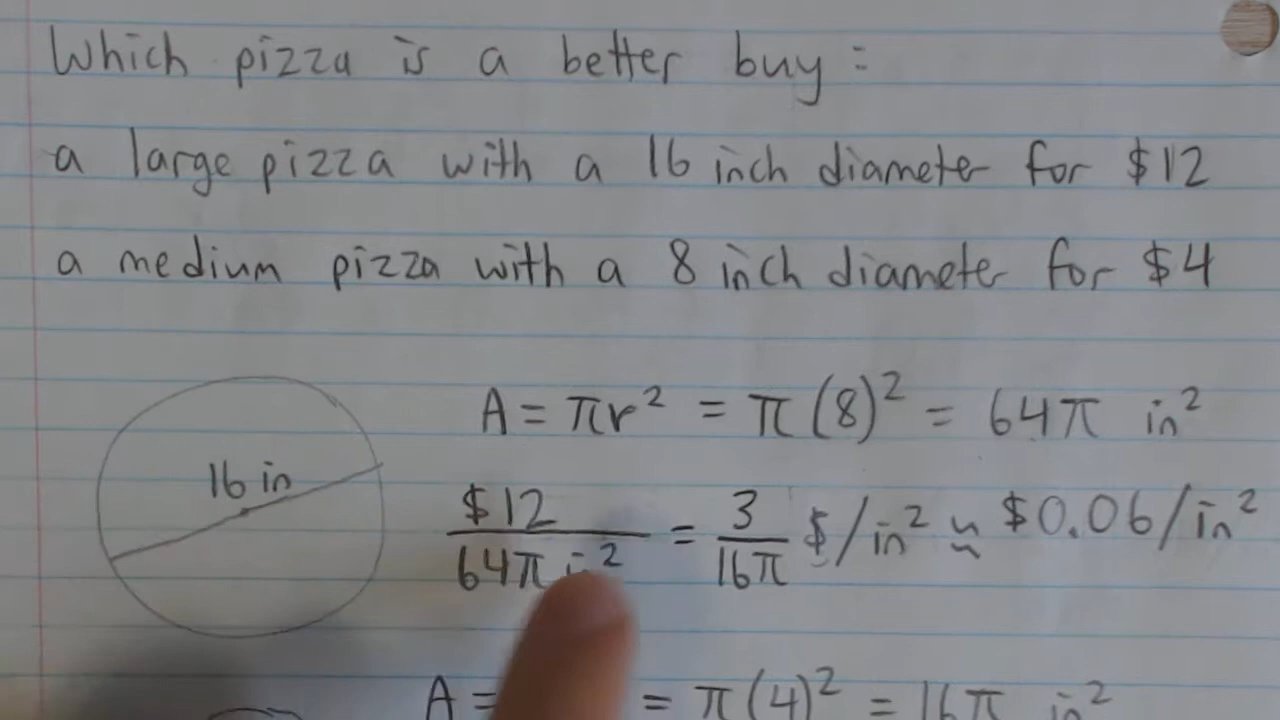 Which pizza is a better buy:
a large pizza with a 16 inch diameter for $12
a medium pizza with a 8 inch diameter for $4
A = πr² = π(8)² = 64π in²
16 in
$12/64π in² = 3/16π $/in² ≈ $0.06/in²
A = = π(4)² = 16π in²